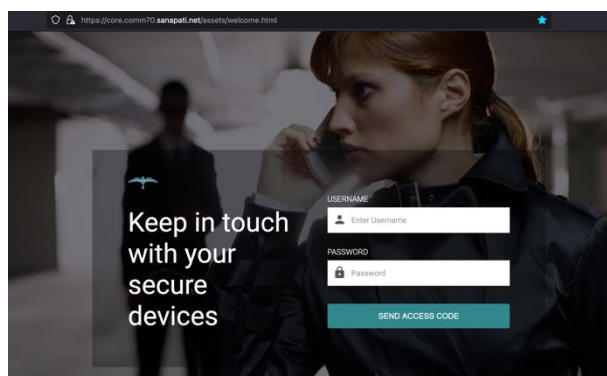 https://core.comm70.sanapati.net/assets/welcome.html
Keep in touch
with your
secure
devices
USERNAME
Enter Username
PASSWORD
Password
SEND ACCESS CODE